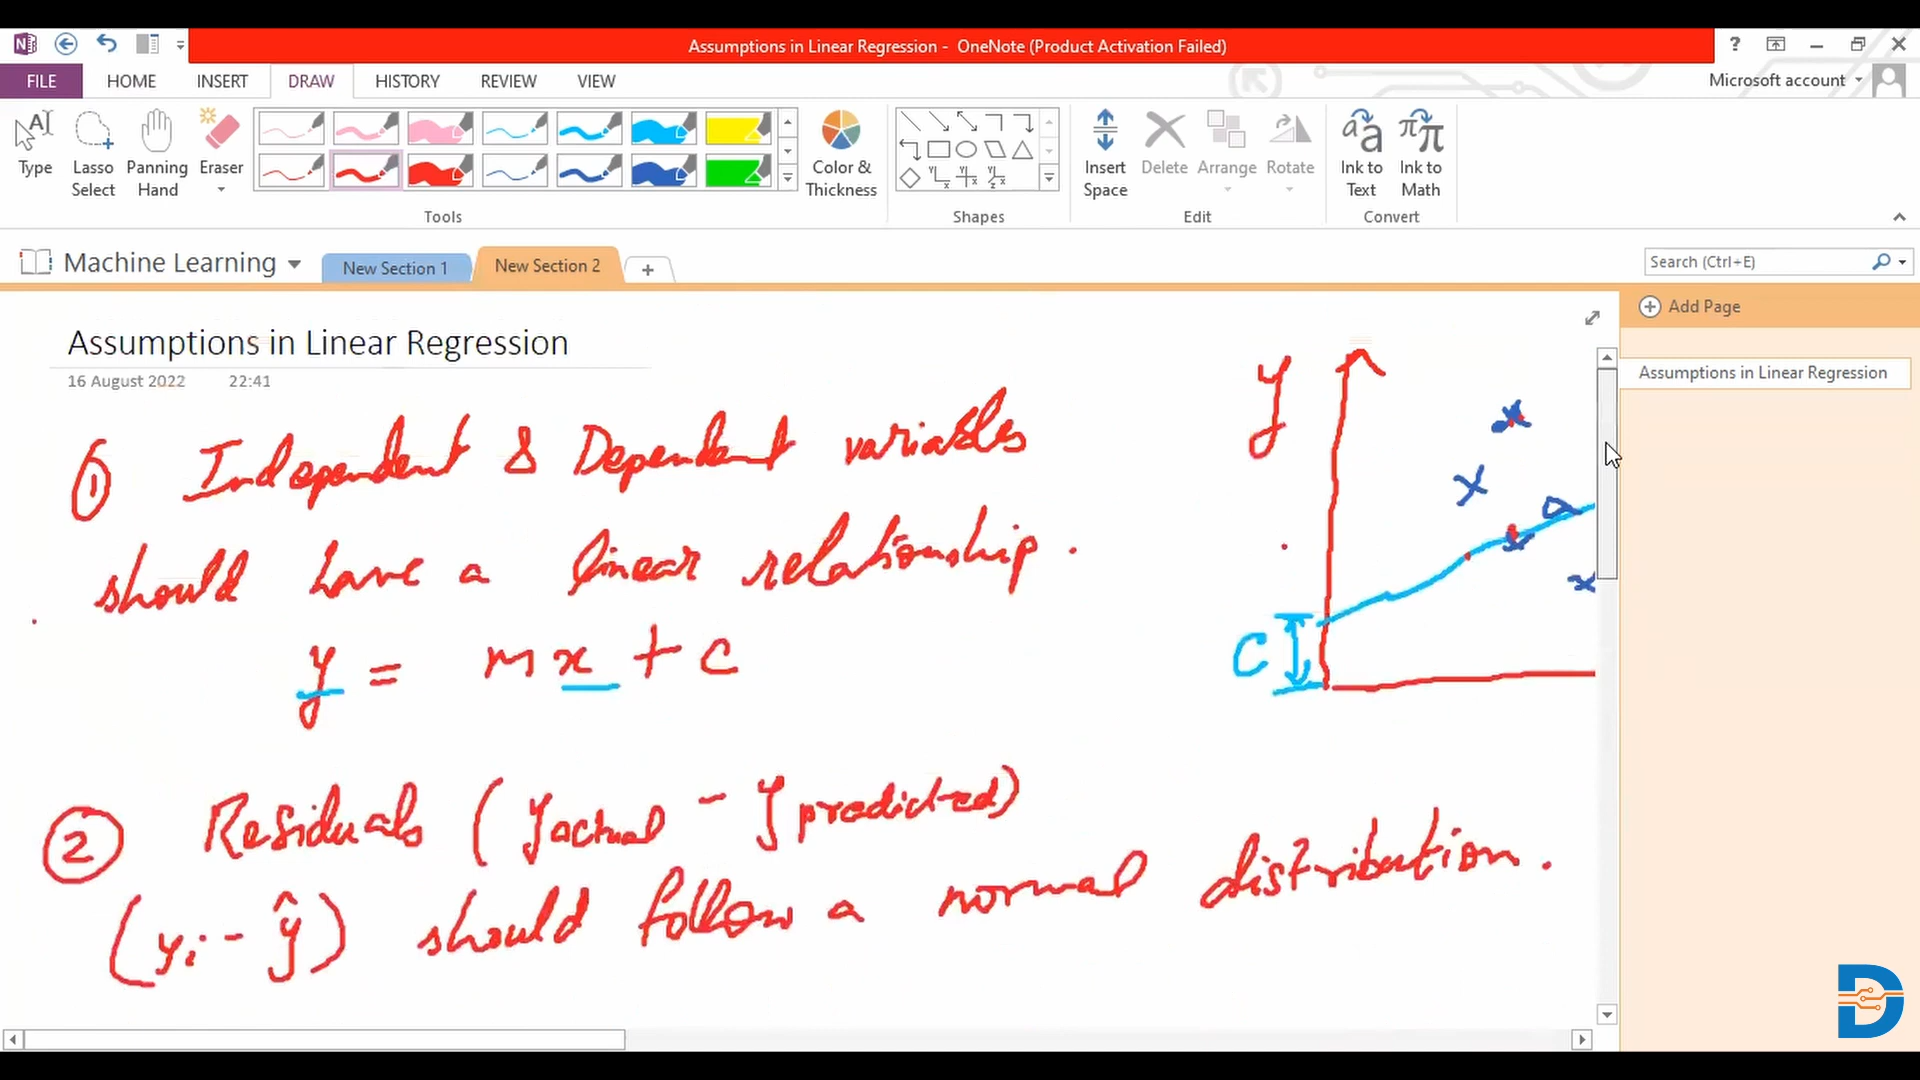 Assumptions in Linear Regression - OneNote (Product Activation Failed)
?
FILE HOME INSERT DRAW HISTORY REVIEW VIEW
Microsoft account
Type
Lasso Select
Panning Hand
Eraser
Color & Thickness
Insert Space
Delete
Arrange
Rotate
Ink to Text
Ink to Math
Tools
Shapes
Edit
Convert
Machine Learning
New Section 1
New Section 2
+
Search (Ctrl+E)
Add Page
Assumptions in Linear Regression
Assumptions in Linear Regression
16 August 2022 22:41
① Independent & Dependent variables
should have a linear relationship.
y = mx + c
② Residuals (yactual - ypredicted)
(yi - ŷ) should follow a normal distribution.
y
C